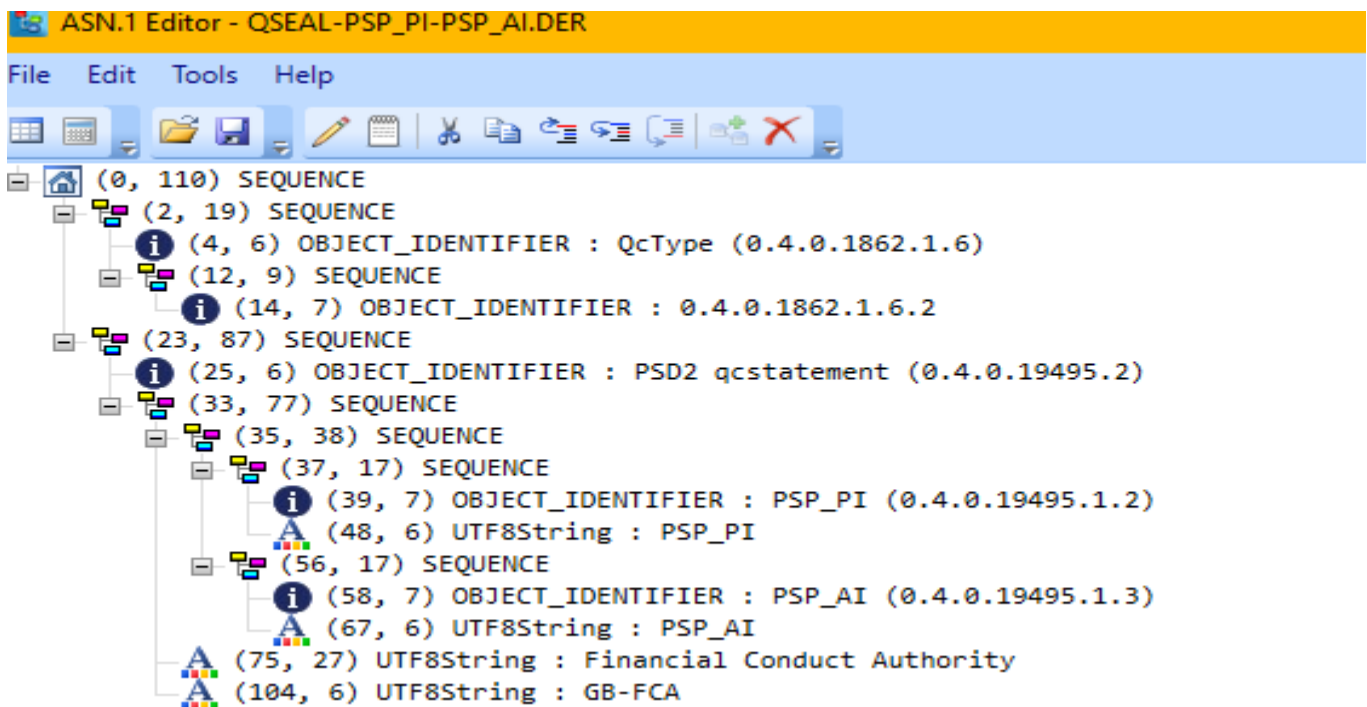 ASN.1 Editor - QSEAL-PSP_PI-PSP_AI.DER
File Edit Tools Help
(0, 110) SEQUENCE
(2, 19) SEQUENCE
(4, 6) OBJECT_IDENTIFIER : QcType (0.4.0.1862.1.6)
(12, 9) SEQUENCE
(14, 7) OBJECT_IDENTIFIER : 0.4.0.1862.1.6.2
(23, 87) SEQUENCE
(25, 6) OBJECT_IDENTIFIER : PSD2 qcstatement (0.4.0.19495.2)
(33, 77) SEQUENCE
(35, 38) SEQUENCE
(37, 17) SEQUENCE
(39, 7) OBJECT_IDENTIFIER : PSP_PI (0.4.0.19495.1.2)
(48, 6) UTF8String : PSP_PI
(56, 17) SEQUENCE
(58, 7) OBJECT_IDENTIFIER : PSP_AI (0.4.0.19495.1.3)
(67, 6) UTF8String : PSP_AI
(75, 27) UTF8String : Financial Conduct Authority
(104, 6) UTF8String : GB-FCA